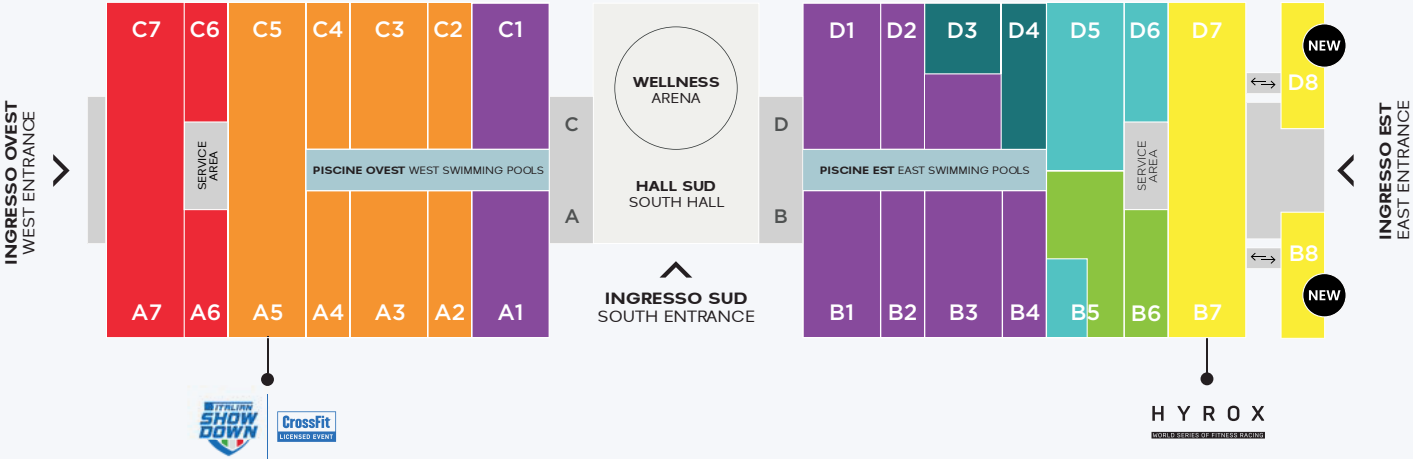 C7 C6 C5 C4 C3 C2 C1
D1 D2 D3 D4 D5 D6 D7
NEW
D8
WELLNESS
ARENA
C
D
INGRESSO OVEST
WEST ENTRANCE
SERVICE
AREA
PISCINE OVEST WEST SWIMMING POOLS
PISCINE EST EAST SWIMMING POOLS
SERVICE
AREA
INGRESSO EST
EAST ENTRANCE
HALL SUD
SOUTH HALL
A
B
B8
NEW
INGRESSO SUD
SOUTH ENTRANCE
A7 A6 A5 A4 A3 A2 A1
B1 B2 B3 B4 B5 B6 B7
ITALIAN
SHOW
DOWN
CrossFit
LICENSED EVENT
HYROX
WORLD SERIES OF FITNESS RACING